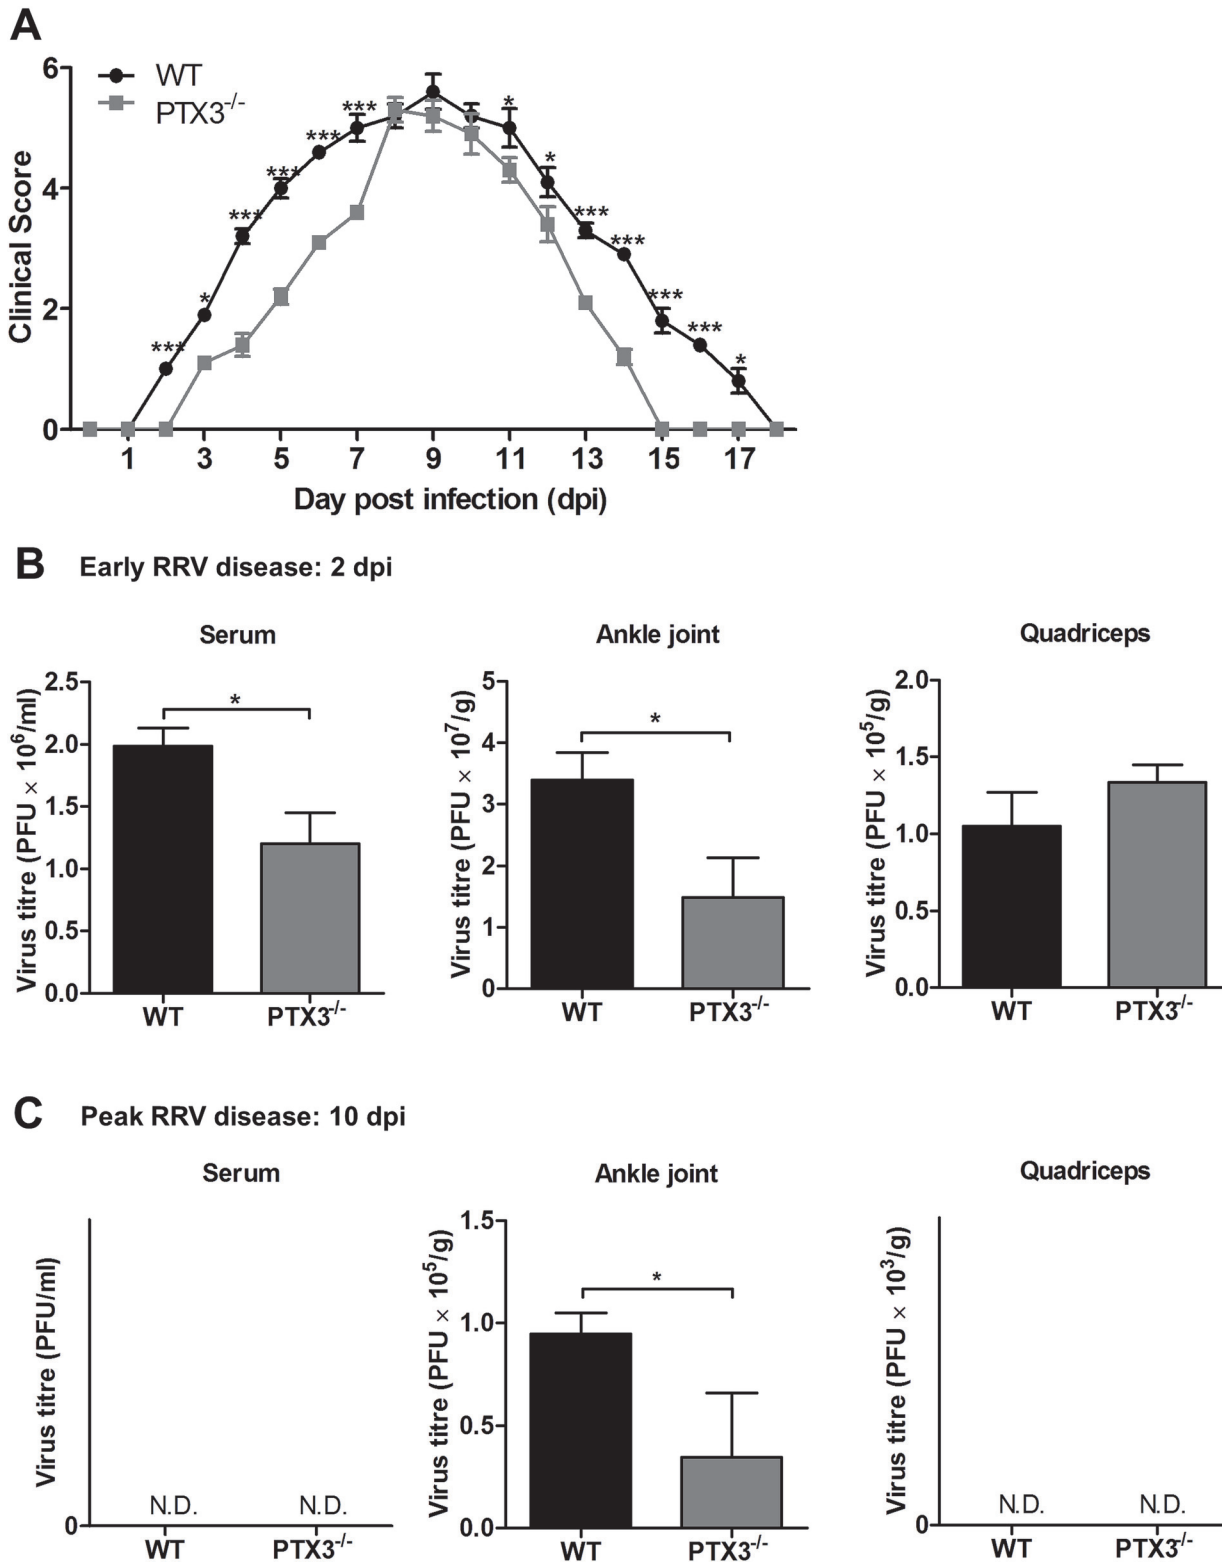 A
WT
PTX3-/-
***
*
***
***
***
***
*
*
***
***
***
***
*
6
4
2
0
Clinical Score
1 3 5 7 9 11 13 15 17
Day post infection (dpi)
B Early RRV disease: 2 dpi
Serum
Virus titre (PFU × 10^6/ml)
2.5
2.0
1.5
1.0
0.5
0.0
*
WT PTX3-/-
Ankle joint
Virus titre (PFU × 10^7/g)
5
4
3
2
1
0
*
WT PTX3-/-
Quadriceps
Virus titre (PFU × 10^5/g)
2.0
1.5
1.0
0.5
0.0
WT PTX3-/-
C Peak RRV disease: 10 dpi
Serum
Virus titre (PFU/ml)
N.D. N.D.
0
WT PTX3-/-
Ankle joint
Virus titre (PFU × 10^5/g)
1.5
1.0
0.5
0.0
*
WT PTX3-/-
Quadriceps
Virus titre (PFU × 10^3/g)
N.D. N.D.
0
WT PTX3-/-